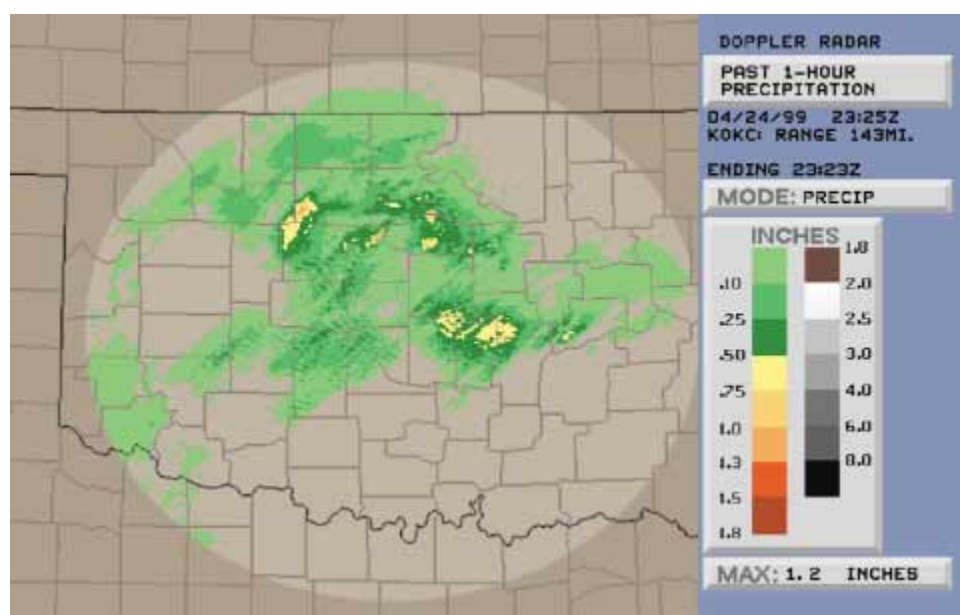 DOPPLER RADAR
PAST 1-HOUR
PRECIPITATION
04/24/99 23:25Z
KOKC: RANGE 143MI.
ENDING 23:23Z
MODE: PRECIP
INCHES
1.8
.10 2.0
.25 2.5
.50 3.0
.75 4.0
1.0 6.0
1.3 8.0
1.5
1.8
MAX: 1.2 INCHES